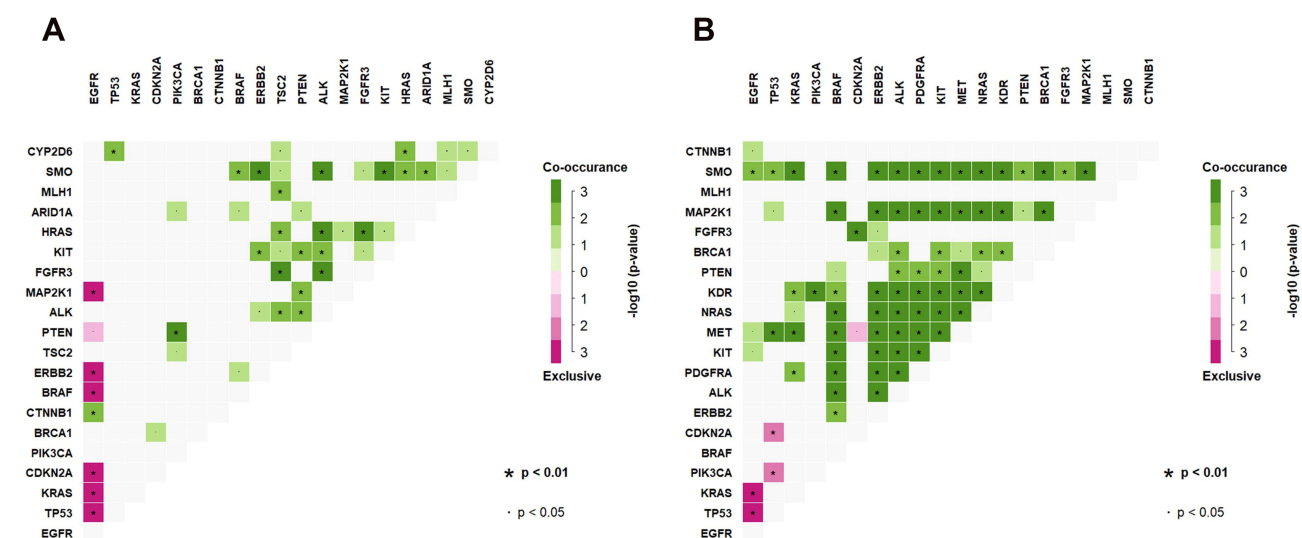 A
EGFR
TP53
KRAS
CDKN2A
PIK3CA
BRCA1
CTNNB1
BRAF
ERBB2
TSC2
PTEN
ALK
MAP2K1
FGFR3
KIT
HRAS
ARID1A
MLH1
SMO
CYP2D6
CYP2D6
SMO
MLH1
ARID1A
HRAS
KIT
FGFR3
MAP2K1
ALK
PTEN
TSC2
ERBB2
BRAF
CTNNB1
BRCA1
PIK3CA
CDKN2A
KRAS
TP53
EGFR
Co-occurance
3
2
1
0
1
2
3
Exclusive
-log10 (p-value)
* p < 0.01
· p < 0.05
B
EGFR
TP53
KRAS
PIK3CA
BRAF
CDKN2A
ERBB2
ALK
PDGFRA
KIT
MET
NRAS
KDR
PTEN
BRCA1
FGFR3
MAP2K1
MLH1
SMO
CTNNB1
CTNNB1
SMO
MLH1
MAP2K1
FGFR3
BRCA1
PTEN
KDR
NRAS
MET
KIT
PDGFRA
ALK
ERBB2
CDKN2A
BRAF
PIK3CA
KRAS
TP53
EGFR
Co-occurance
3
2
1
0
1
2
3
Exclusive
-log10 (p-value)
* p < 0.01
· p < 0.05